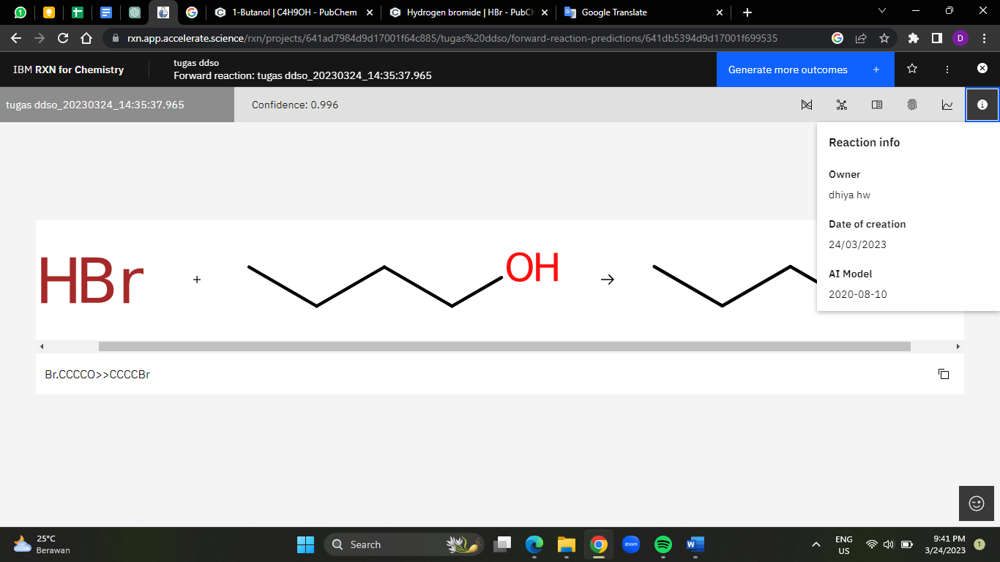 1
1-Butanol | C4H9OH - PubChem
Hydrogen bromide | HBr - PubCh
Google Translate
rxn.app.accelerate.science/rxn/projects/641ad7984d9d17001f64c885/tugas%20ddso/forward-reaction-predictions/641db5394d9d17001f699535
D
IBM RXN for Chemistry
tugas ddso
Forward reaction: tugas ddso_20230324_14:35:37.965
Generate more outcomes +
tugas ddso_20230324_14:35:37.965
Confidence: 0.996
Reaction info
Owner
dhiya hw
Date of creation
24/03/2023
AI Model
2020-08-10
HBr + OH →
Br.CCCCO>>CCCCBr
25°C
Berawan
Search
zoom
W
ENG
US
9:41 PM
3/24/2023
1